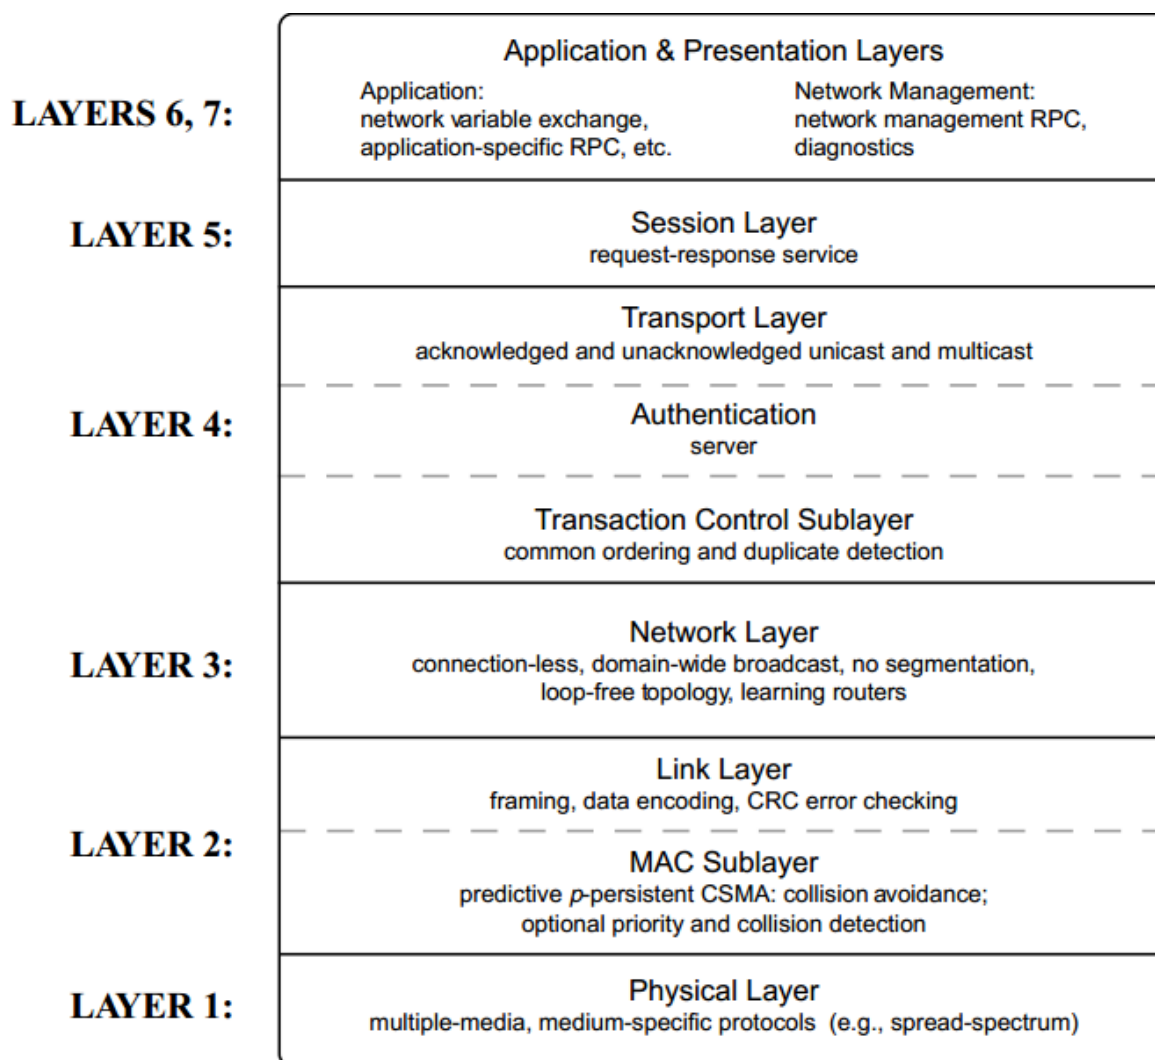 Application & Presentation Layers
LAYERS 6, 7:
Application:
network variable exchange,
application-specific RPC, etc.
Network Management:
network management RPC,
diagnostics
LAYER 5:
Session Layer
request-response service
LAYER 4:
Transport Layer
acknowledged and unacknowledged unicast and multicast
Authentication
server
Transaction Control Sublayer
common ordering and duplicate detection
LAYER 3:
Network Layer
connection-less, domain-wide broadcast, no segmentation,
loop-free topology, learning routers
LAYER 2:
Link Layer
framing, data encoding, CRC error checking
MAC Sublayer
predictive p-persistent CSMA: collision avoidance;
optional priority and collision detection
LAYER 1:
Physical Layer
multiple-media, medium-specific protocols (e.g., spread-spectrum)